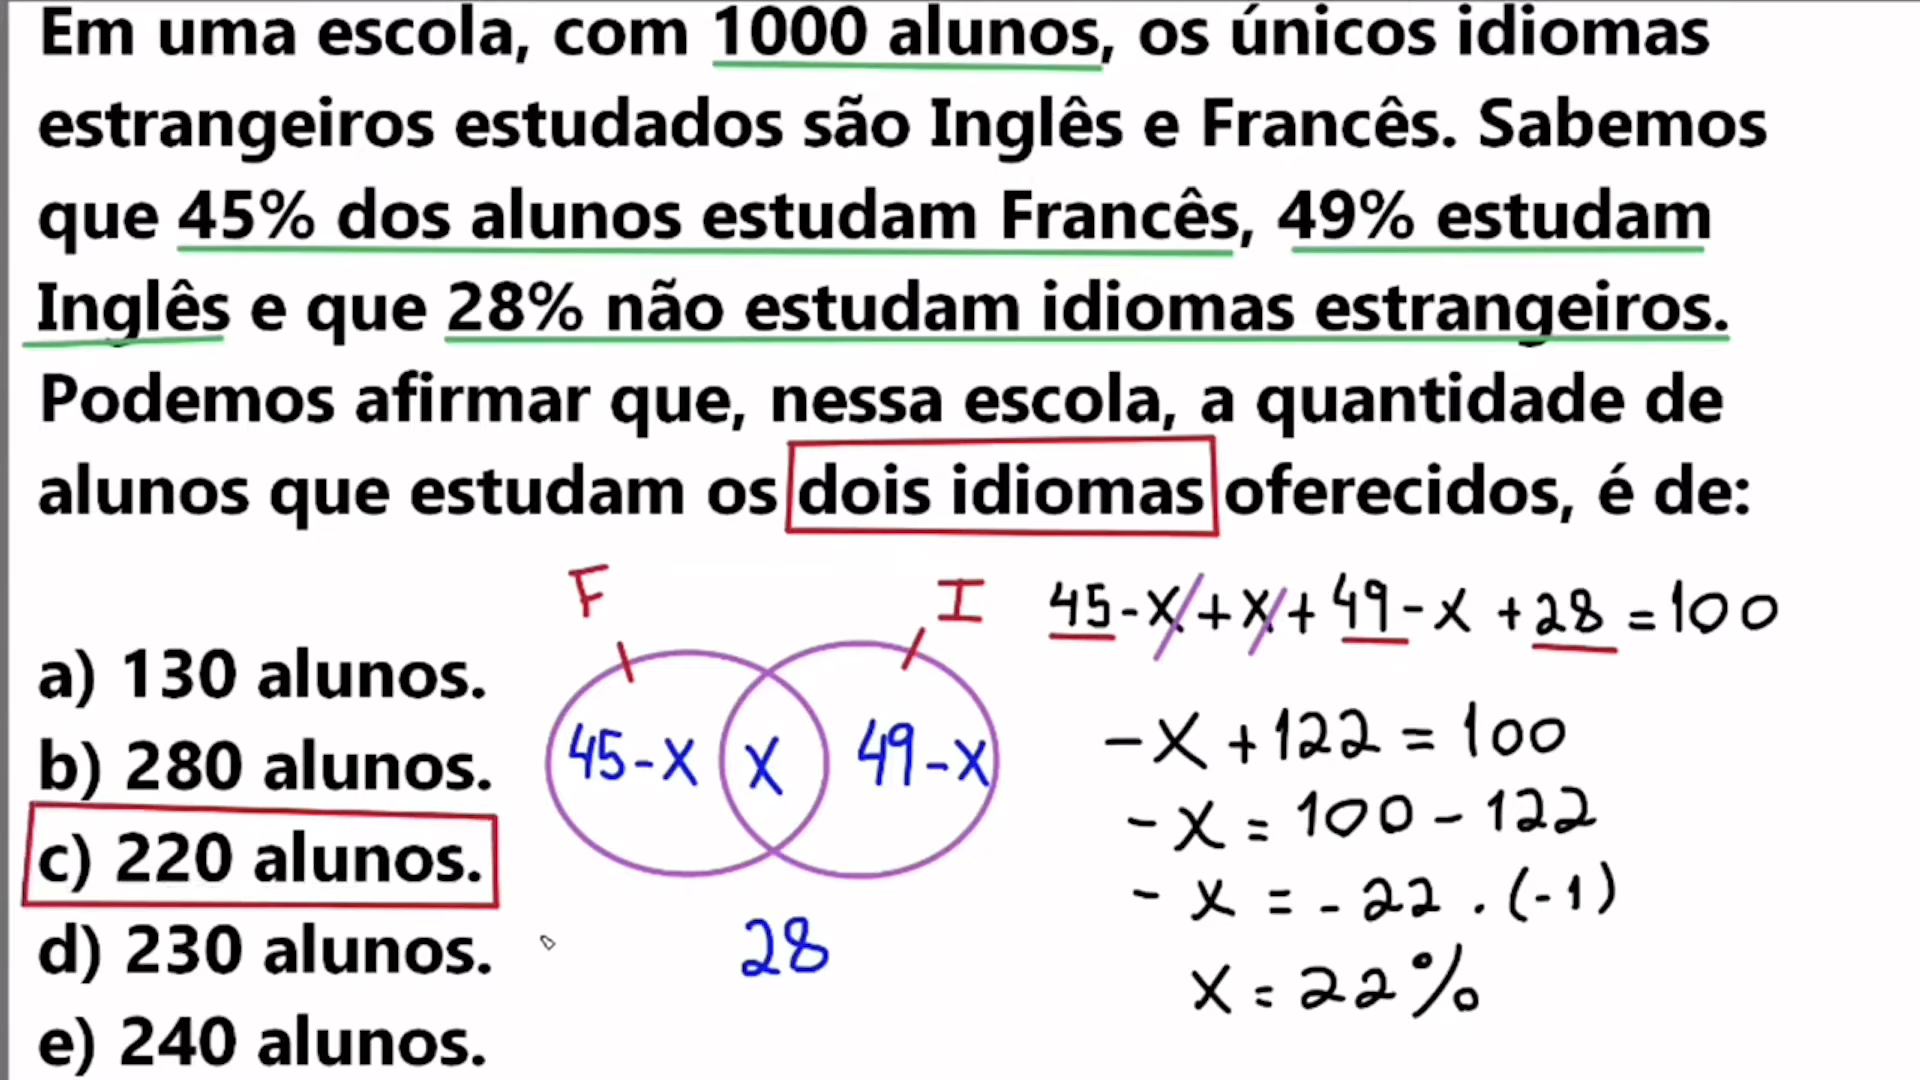 Em uma escola, com 1000 alunos, os únicos idiomas
estrangeiros estudados são Inglês e Francês. Sabemos
que 45% dos alunos estudam Francês, 49% estudam
Inglês e que 28% não estudam idiomas estrangeiros.
Podemos afirmar que, nessa escola, a quantidade de
alunos que estudam os dois idiomas oferecidos, é de:
a) 130 alunos.
b) 280 alunos.
c) 220 alunos.
d) 230 alunos.
e) 240 alunos.
F
I
45-x
x
49-x
28
45-x+x+49-x+28=100
-x+122=100
-x=100-122
-x=-22.(-1)
x=22%